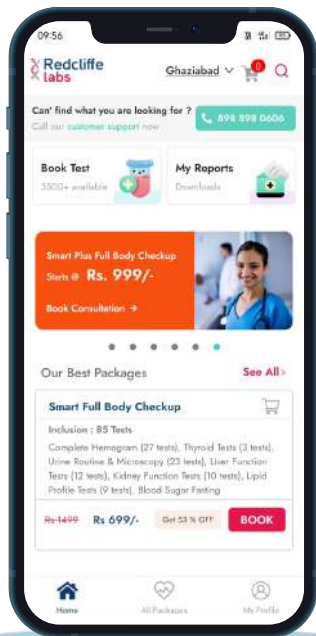 09:56
Redcliffe
labs
Ghaziabad
0
Can' find what you are looking for ?
Call our customer support now
898 898 0606
Book Test
3500+ available
My Reports
Downloads
Smart Plus Full Body Checkup
Starts @ Rs. 999/-
Book Consultation →
Our Best Packages
See All >
Smart Full Body Checkup
Inclusion : 85 Tests
Complete Hemogram (27 tests), Thyroid Tests (3 tests),
Urine Routine & Microscopy (23 tests), Liver Function
Tests (12 tests), Kidney Function Tests (10 tests), Lipid
Profile Tests (9 tests), Blood Sugar Fasting
Rs 1499 Rs 699/-
Get 53 % OFF
BOOK
Home
All Packages
My Profile